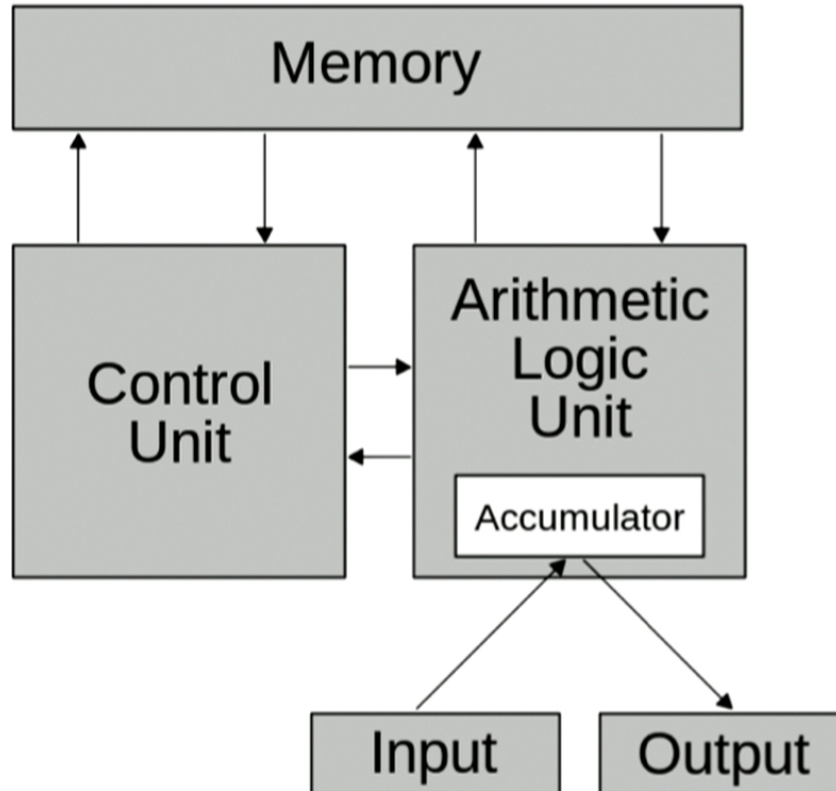 Memory
Control
Unit
Arithmetic
Logic
Unit
Accumulator
Input
Output